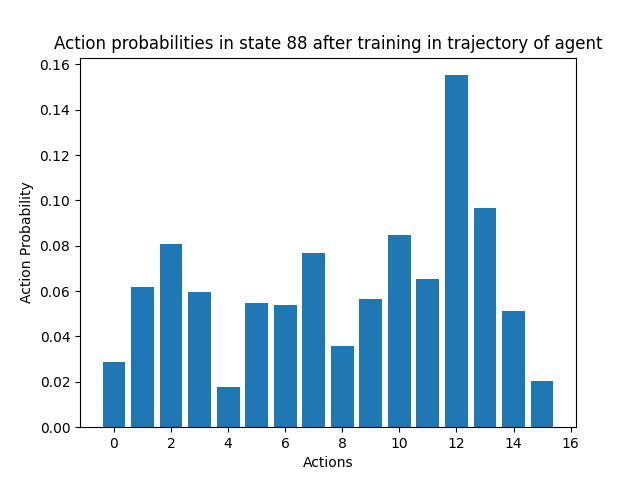 Action probabilities in state 88 after training in trajectory of agent
0.16
0.14
0.12
0.10
0.08
0.06
0.04
0.02
0.00
Action Probability
0 2 4 6 8 10 12 14 16
Actions